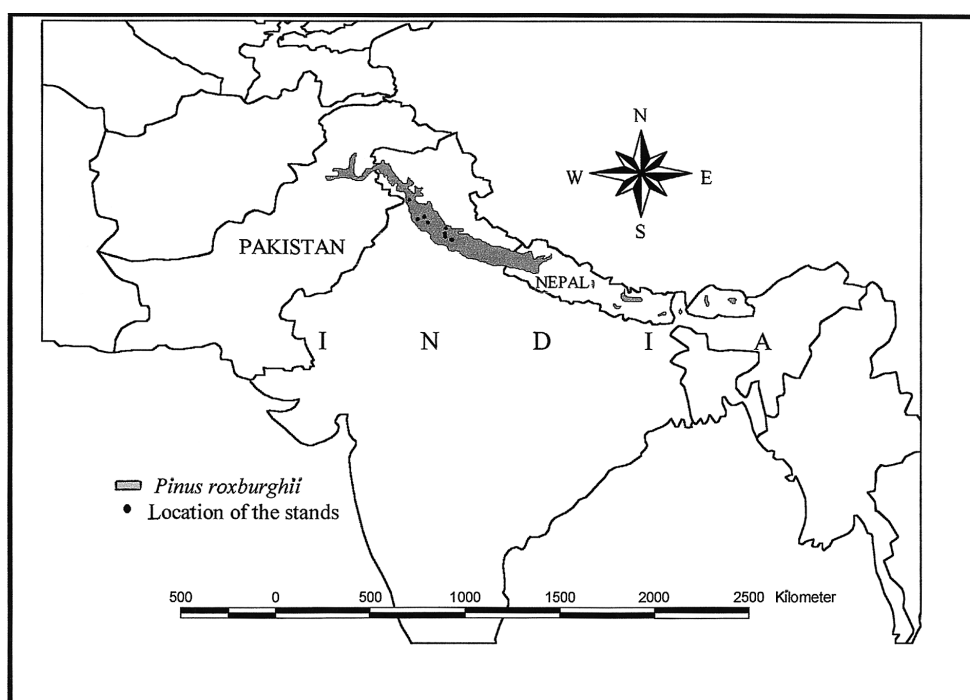 N
W E
S
PAKISTAN
NEPAL
I N D I A
Pinus roxburghii
Location of the stands
500 0 500 1000 1500 2000 2500 Kilometer